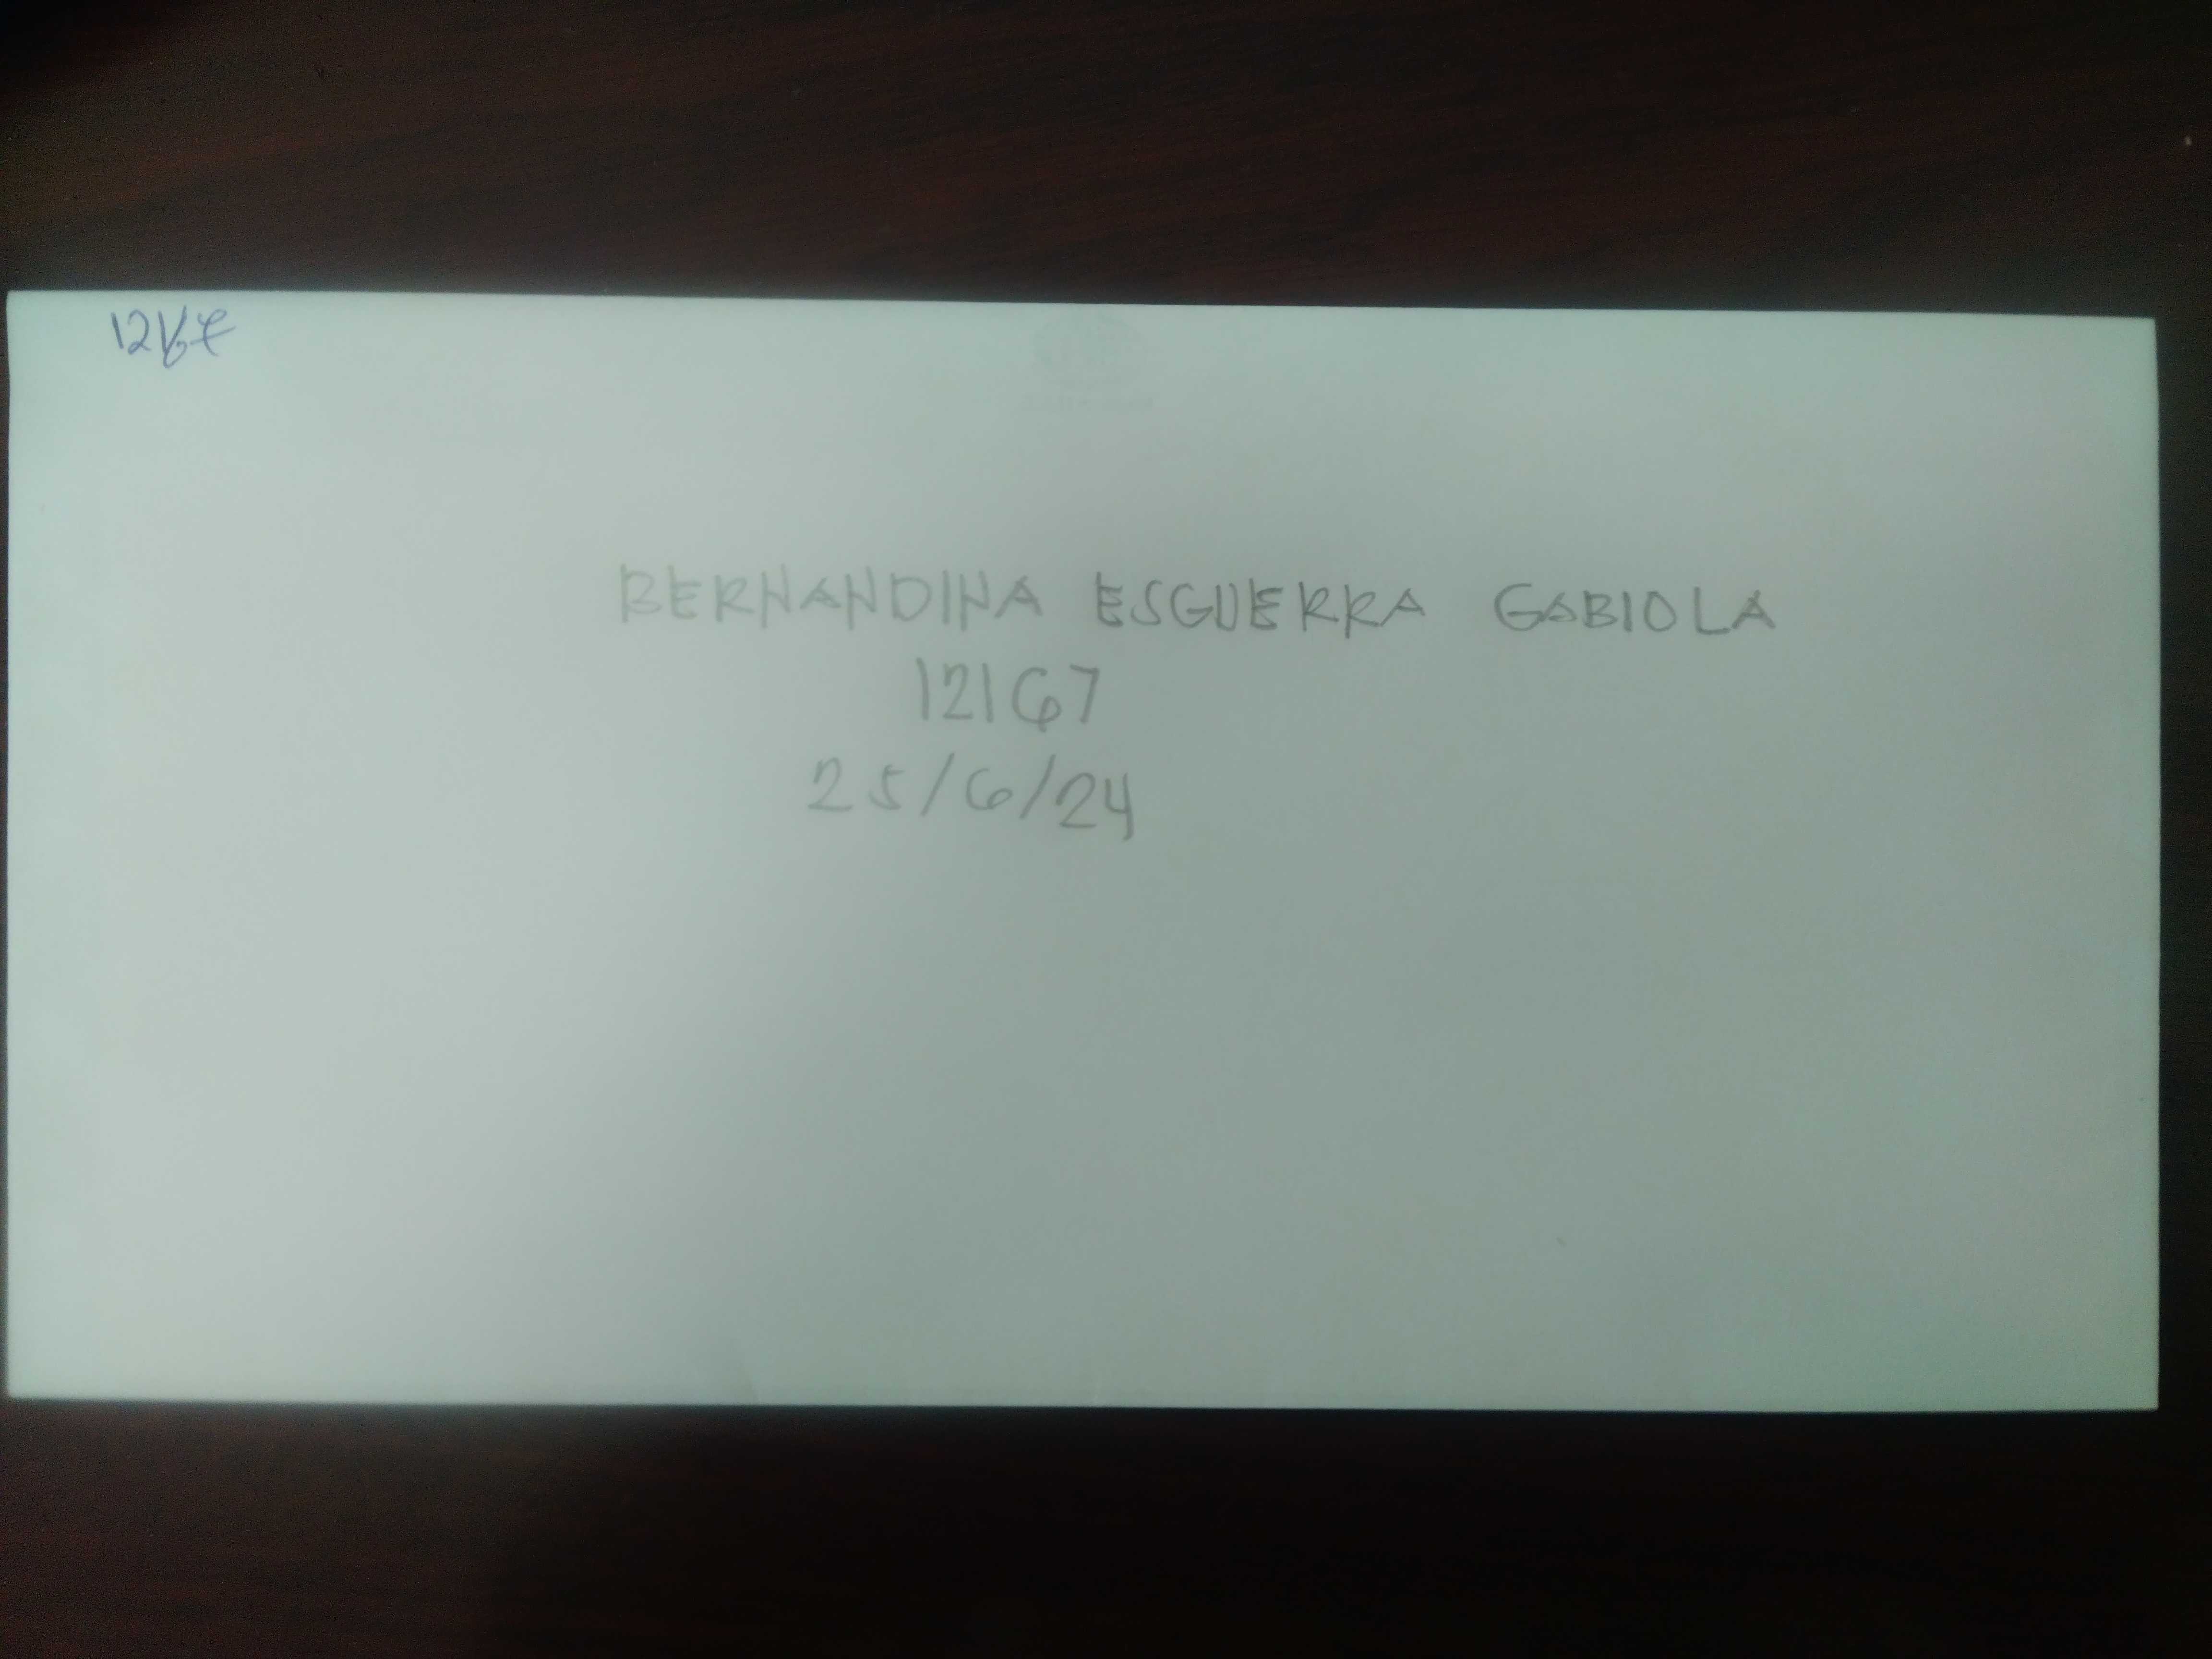 12167
BERNANDINA ESGUERRA GABIOLA
12167
25/6/24